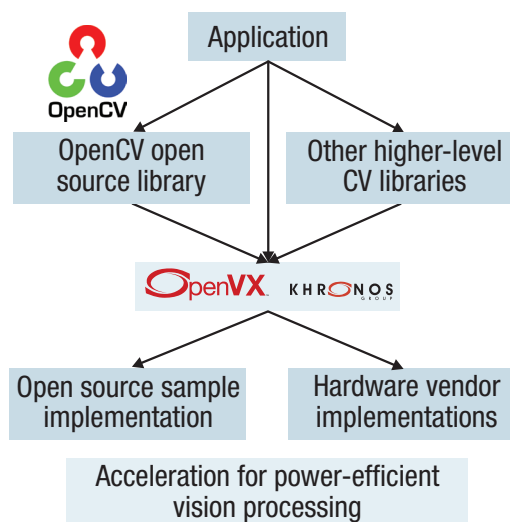 Application
OpenCV
OpenCV open
source library
Other higher-level
CV libraries
OpenVX™ KHRONOS
GROUP
Open source sample
implementation
Hardware vendor
implementations
Acceleration for power-efficient
vision processing